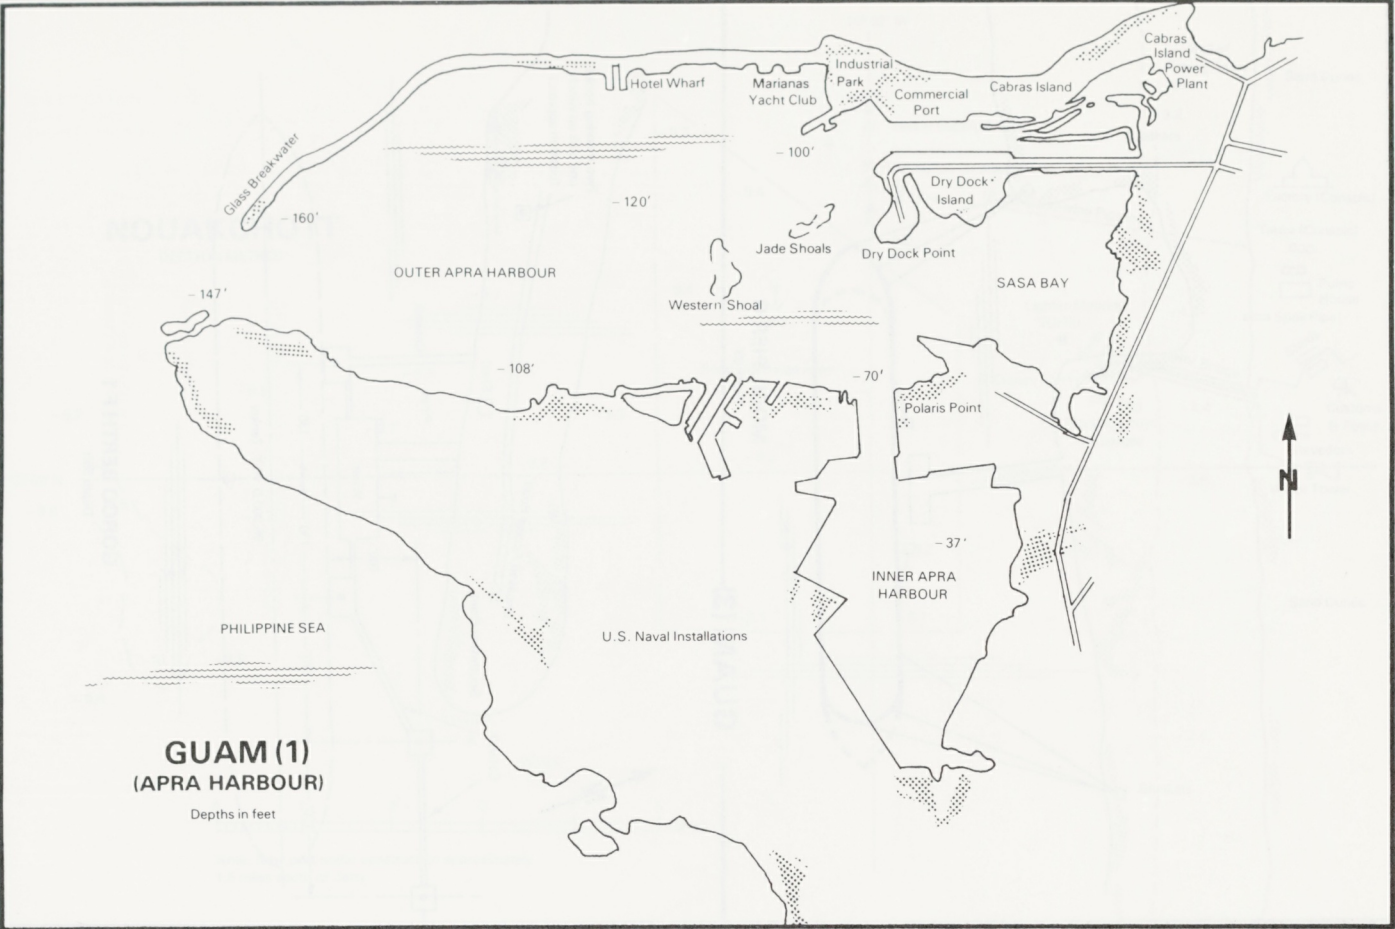 Cabras
Island
Power
Plant
Industrial
Park
Hotel Wharf
Marianas
Yacht Club
Commercial
Port
Cabras Island
Glass Breakwater
- 100'
- 160'
- 120'
Dry Dock
Island
Jade Shoals
Dry Dock Point
OUTER APRA HARBOUR
SASA BAY
- 147'
Western Shoal
- 108'
- 70'
Polaris Point
N
- 37'
INNER APRA
HARBOUR
PHILIPPINE SEA
U.S. Naval Installations
GUAM (1)
(APRA HARBOUR)
Depths in feet